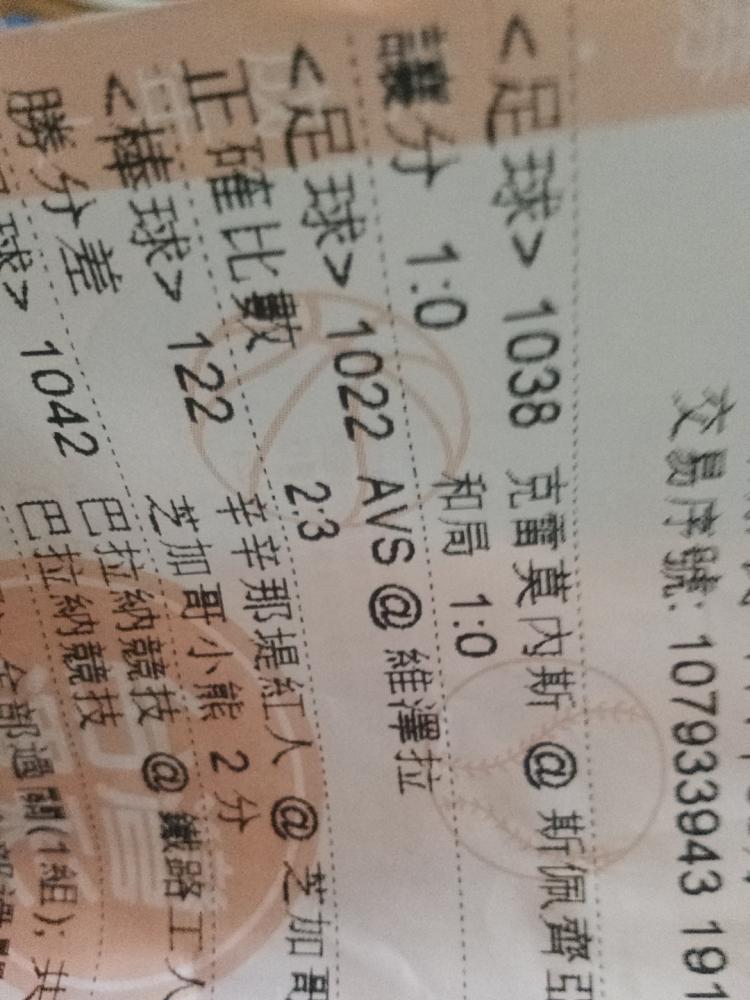 交易序號: 107933943 191
<足球> 1038 克雷莫內斯 @ 斯佩齊亞
讓分 1:0 和局 1:0
<足球> 1022 AVS @ 維澤拉
正確比數 2:3
<棒球> 122 辛辛那堤紅人 @ 芝加哥
勝分差 芝加哥小熊 2 分
球> 1042 巴拉納競技 @ 鐵路工人
巴拉納競技
全部過關(1組); 共